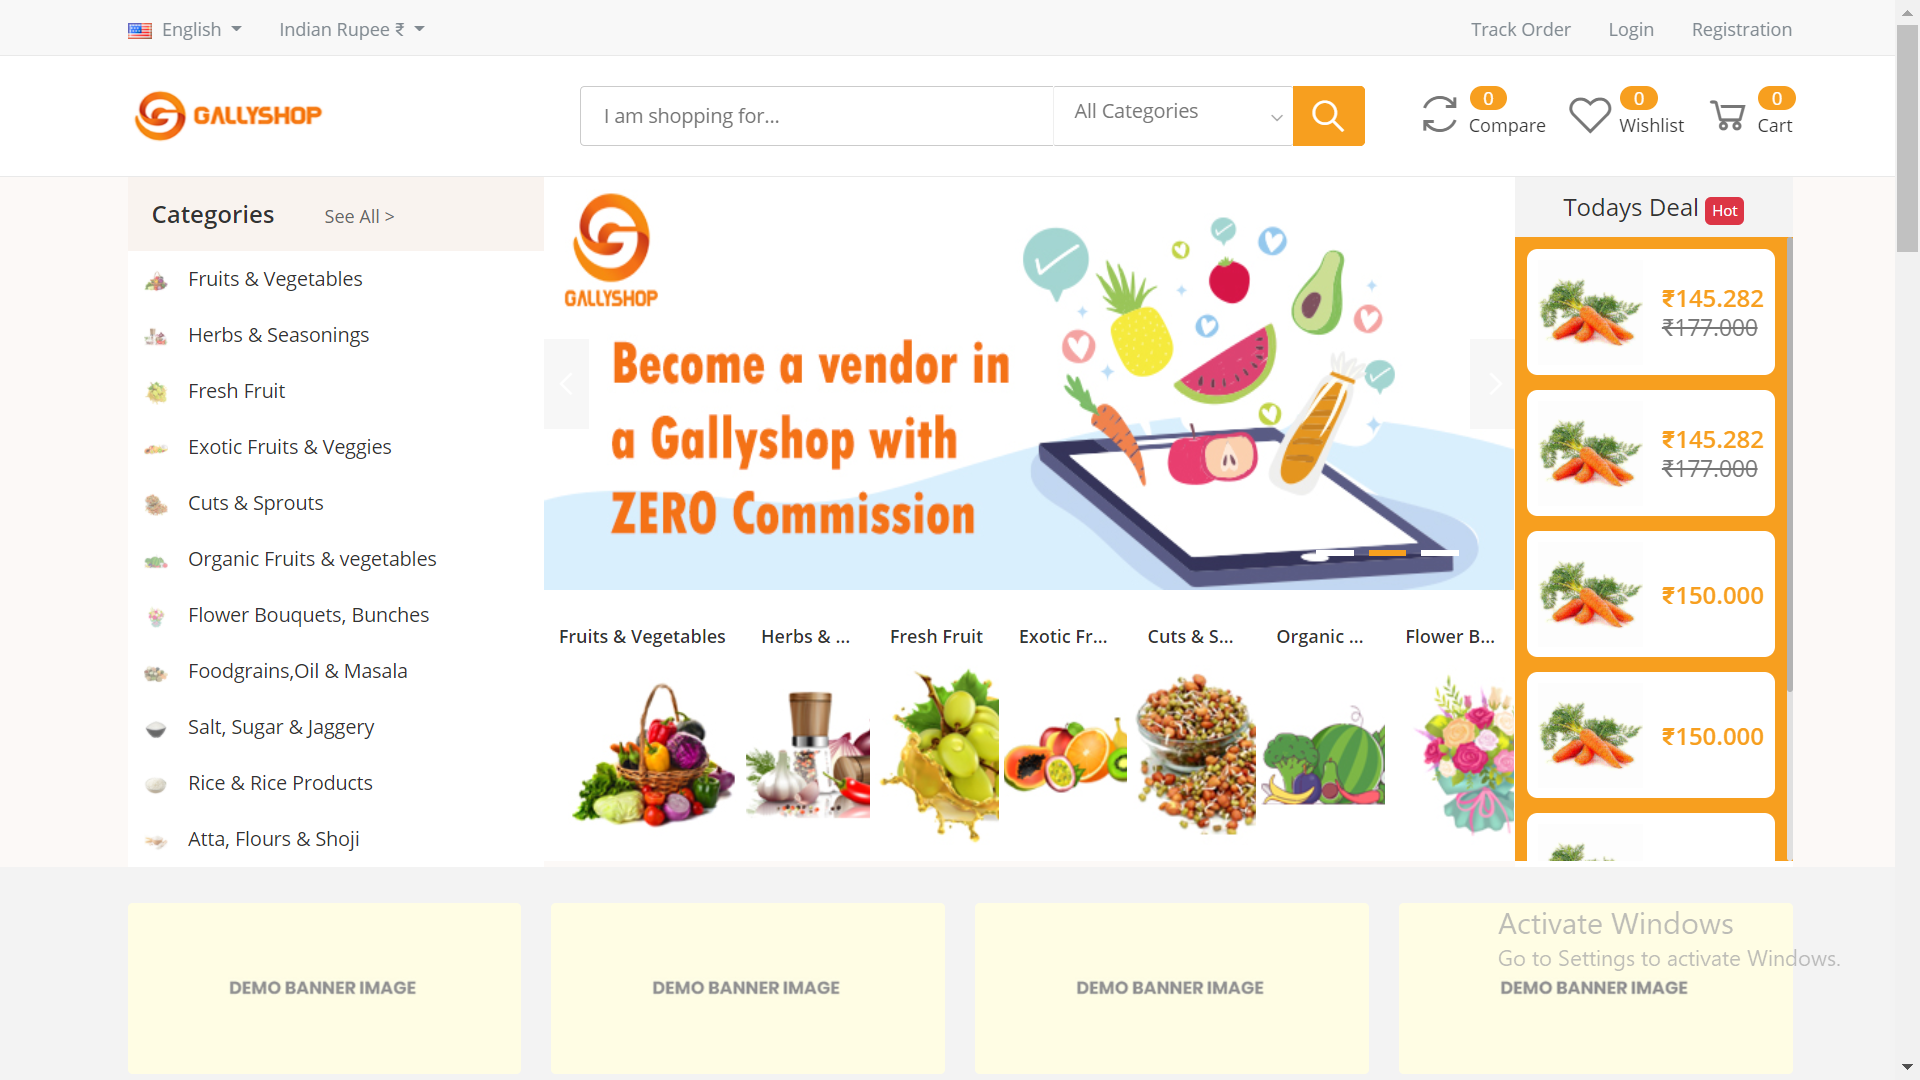 English
Indian Rupee ₹
Track Order
Login
Registration
GALLYSHOP
I am shopping for...
All Categories
0
Compare
0
Wishlist
0
Cart
Categories
See All >
Fruits & Vegetables
Herbs & Seasonings
Fresh Fruit
Exotic Fruits & Veggies
Cuts & Sprouts
Organic Fruits & vegetables
Flower Bouquets, Bunches
Foodgrains,Oil & Masala
Salt, Sugar & Jaggery
Rice & Rice Products
Atta, Flours & Shoji
GALLYSHOP
Become a vendor in
a Gallyshop with
ZERO Commission
Fruits & Vegetables
Herbs & ...
Fresh Fruit
Exotic Fr...
Cuts & S...
Organic ...
Flower B...
Todays Deal Hot
₹145.282
₹177.000
₹145.282
₹177.000
₹150.000
₹150.000
DEMO BANNER IMAGE
DEMO BANNER IMAGE
DEMO BANNER IMAGE
DEMO BANNER IMAGE
Activate Windows
Go to Settings to activate Windows.